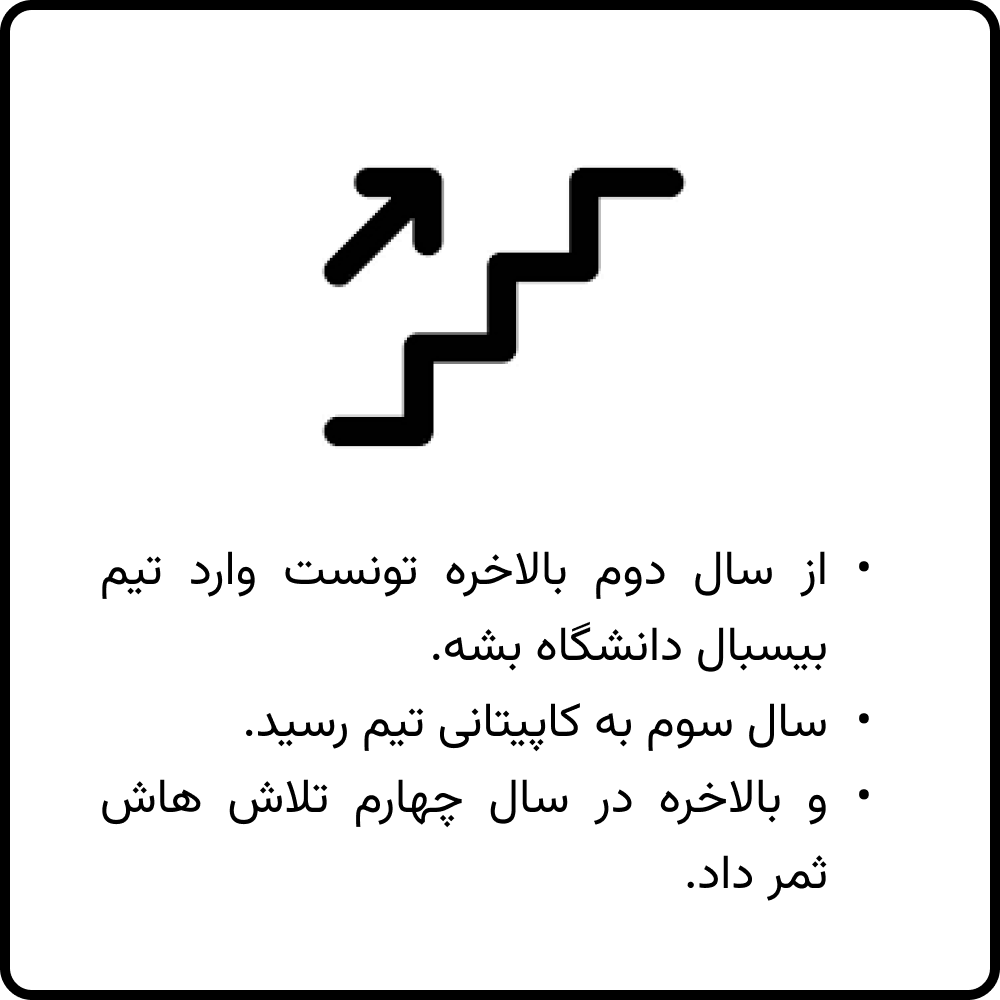 • از سال دوم بالاخره تونست وارد تیم
بیسبال دانشگاه بشه.
• سال سوم به کاپیتانی تیم رسید.
• و بالاخره در سال چهارم تلاش هاش
ثمر داد.